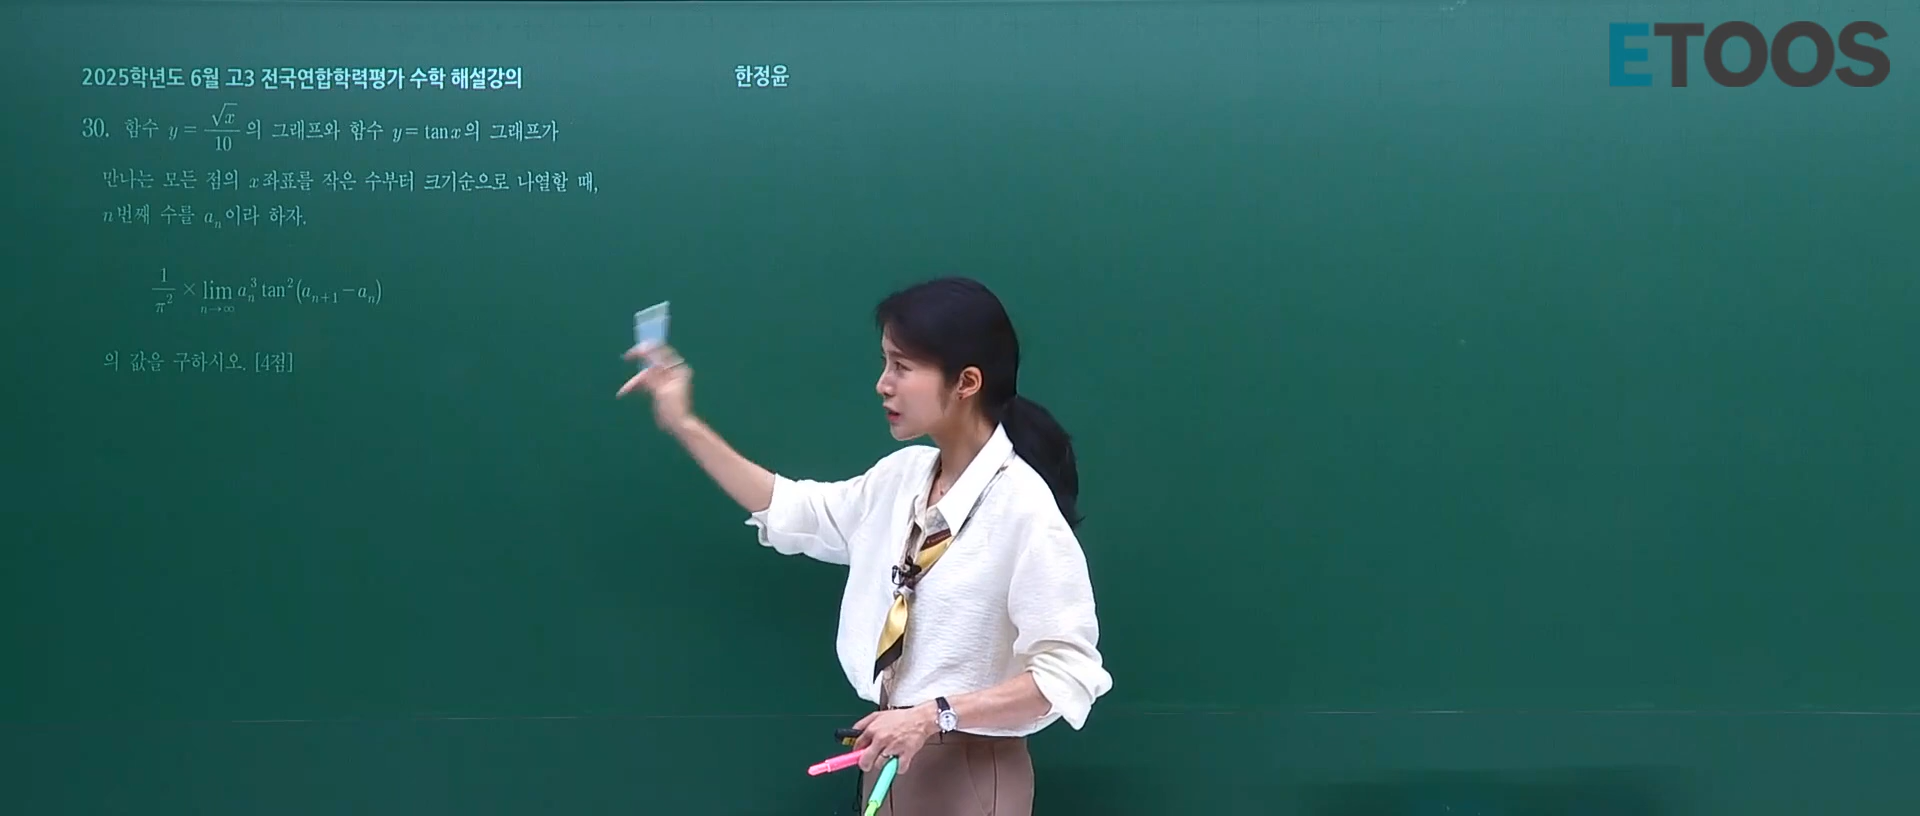 ETOOS
2025학년도 6월 고3 전국연합학력평가 수학 해설강의 한정윤
30. 함수 y = √x/10 의 그래프와 함수 y = tan x의 그래프가
만나는 모든 점의 x좌표를 작은 수부터 크기순으로 나열할 때,
n번째 수를 aₙ이라 하자.
1/π² × lim n→∞ aₙ³ tan²(aₙ₊₁ − aₙ)
의 값을 구하시오. [4점]